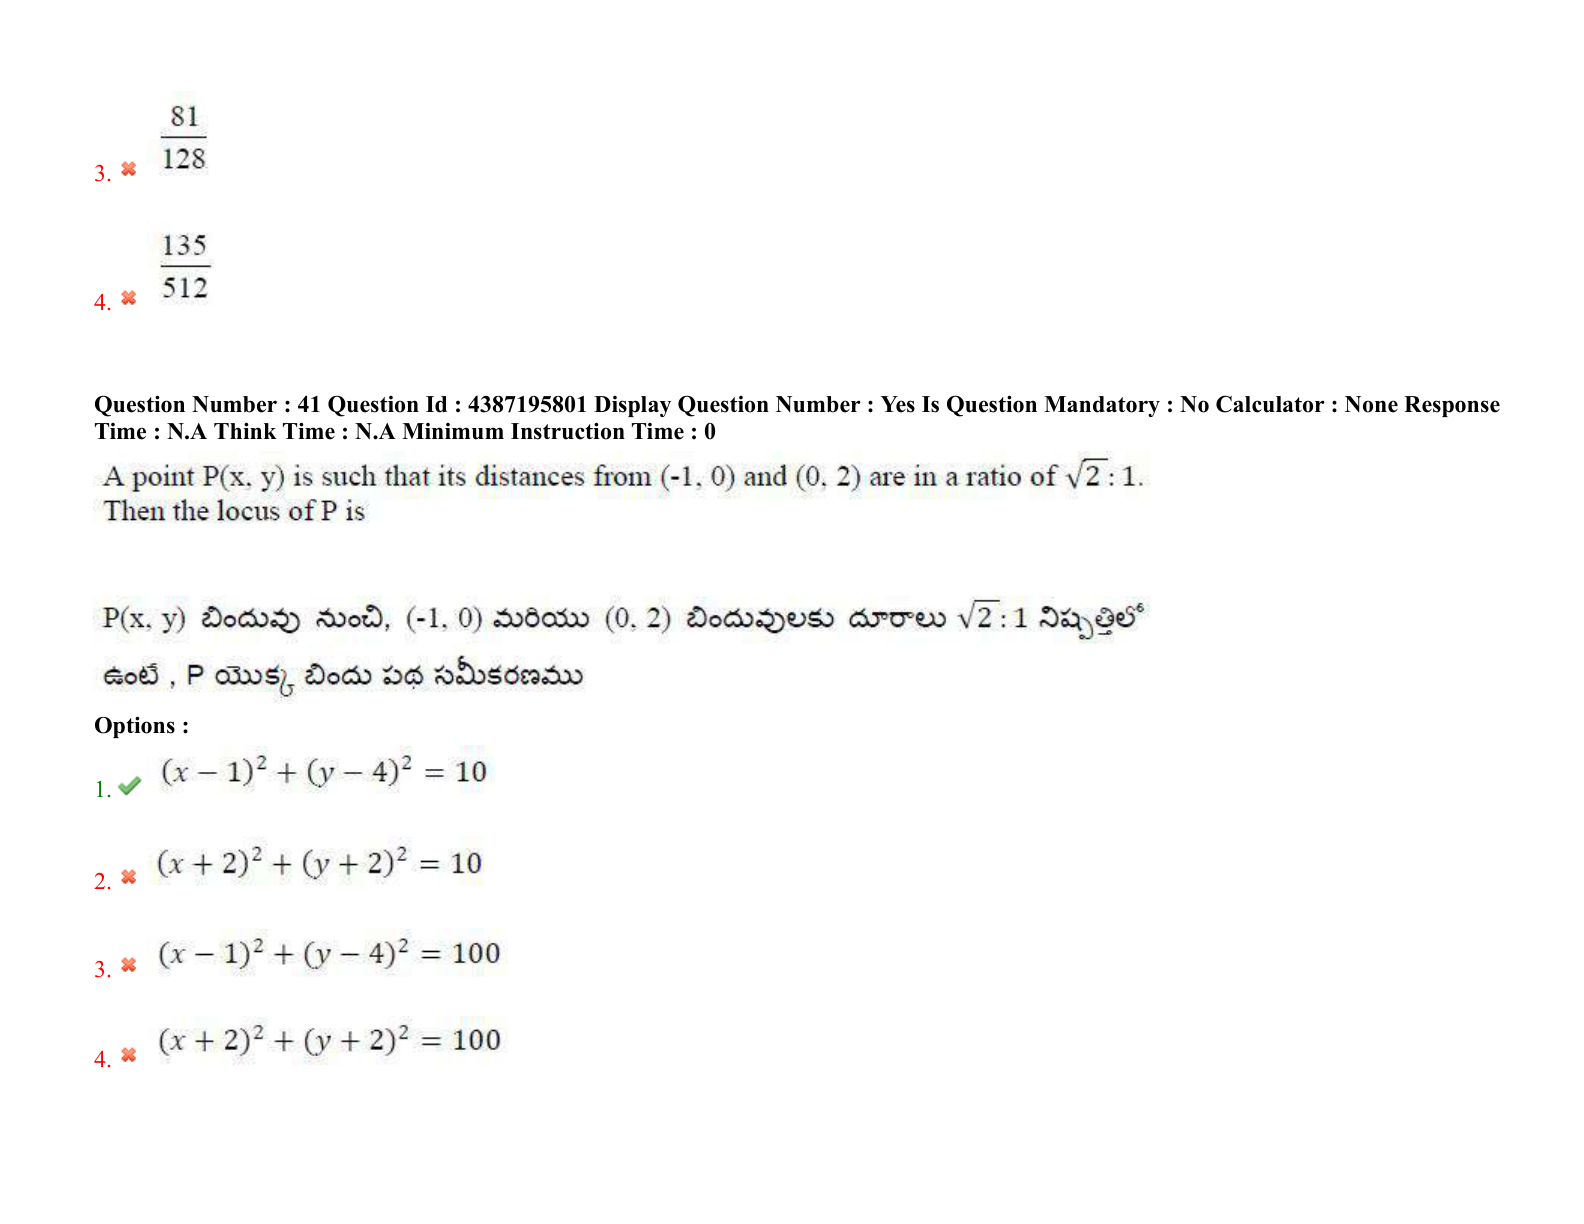 81
128
3.
135
512
4.
Question Number : 41 Question Id : 4387195801 Display Question Number : Yes Is Question Mandatory : No Calculator : None Response
Time : N.A Think Time : N.A Minimum Instruction Time : 0
A point P(x, y) is such that its distances from (-1, 0) and (0, 2) are in a ratio of √2 : 1.
Then the locus of P is
P(x, y) బిందువు నుంచి, (-1, 0) మరియు (0, 2) బిందువులకు దూరాలు √2 : 1 నిష్పత్తిలో
ఉంటే , P యొక్క బిందు పథ సమీకరణము
Options :
1. (x − 1)² + (y − 4)² = 10
2. (x + 2)² + (y + 2)² = 10
3. (x − 1)² + (y − 4)² = 100
4. (x + 2)² + (y + 2)² = 100